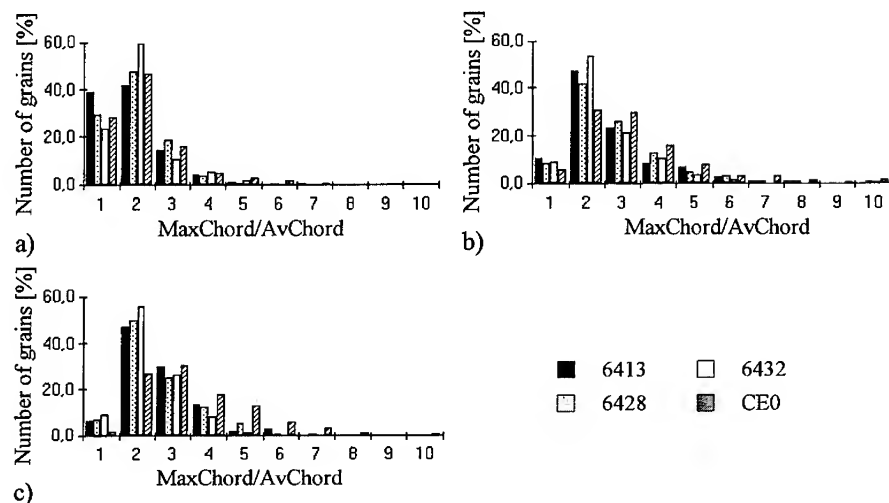 Number of grains [%]
60,0
40,0
20,0
0,0
1 2 3 4 5 6 7 8 9 10
MaxChord/AvChord
a)
Number of grains [%]
60,0
40,0
20,0
0,0
1 2 3 4 5 6 7 8 9 10
MaxChord/AvChord
b)
Number of grains [%]
60,0
40,0
20,0
0,0
1 2 3 4 5 6 7 8 9 10
MaxChord/AvChord
c)
6413 6432
6428 CE0